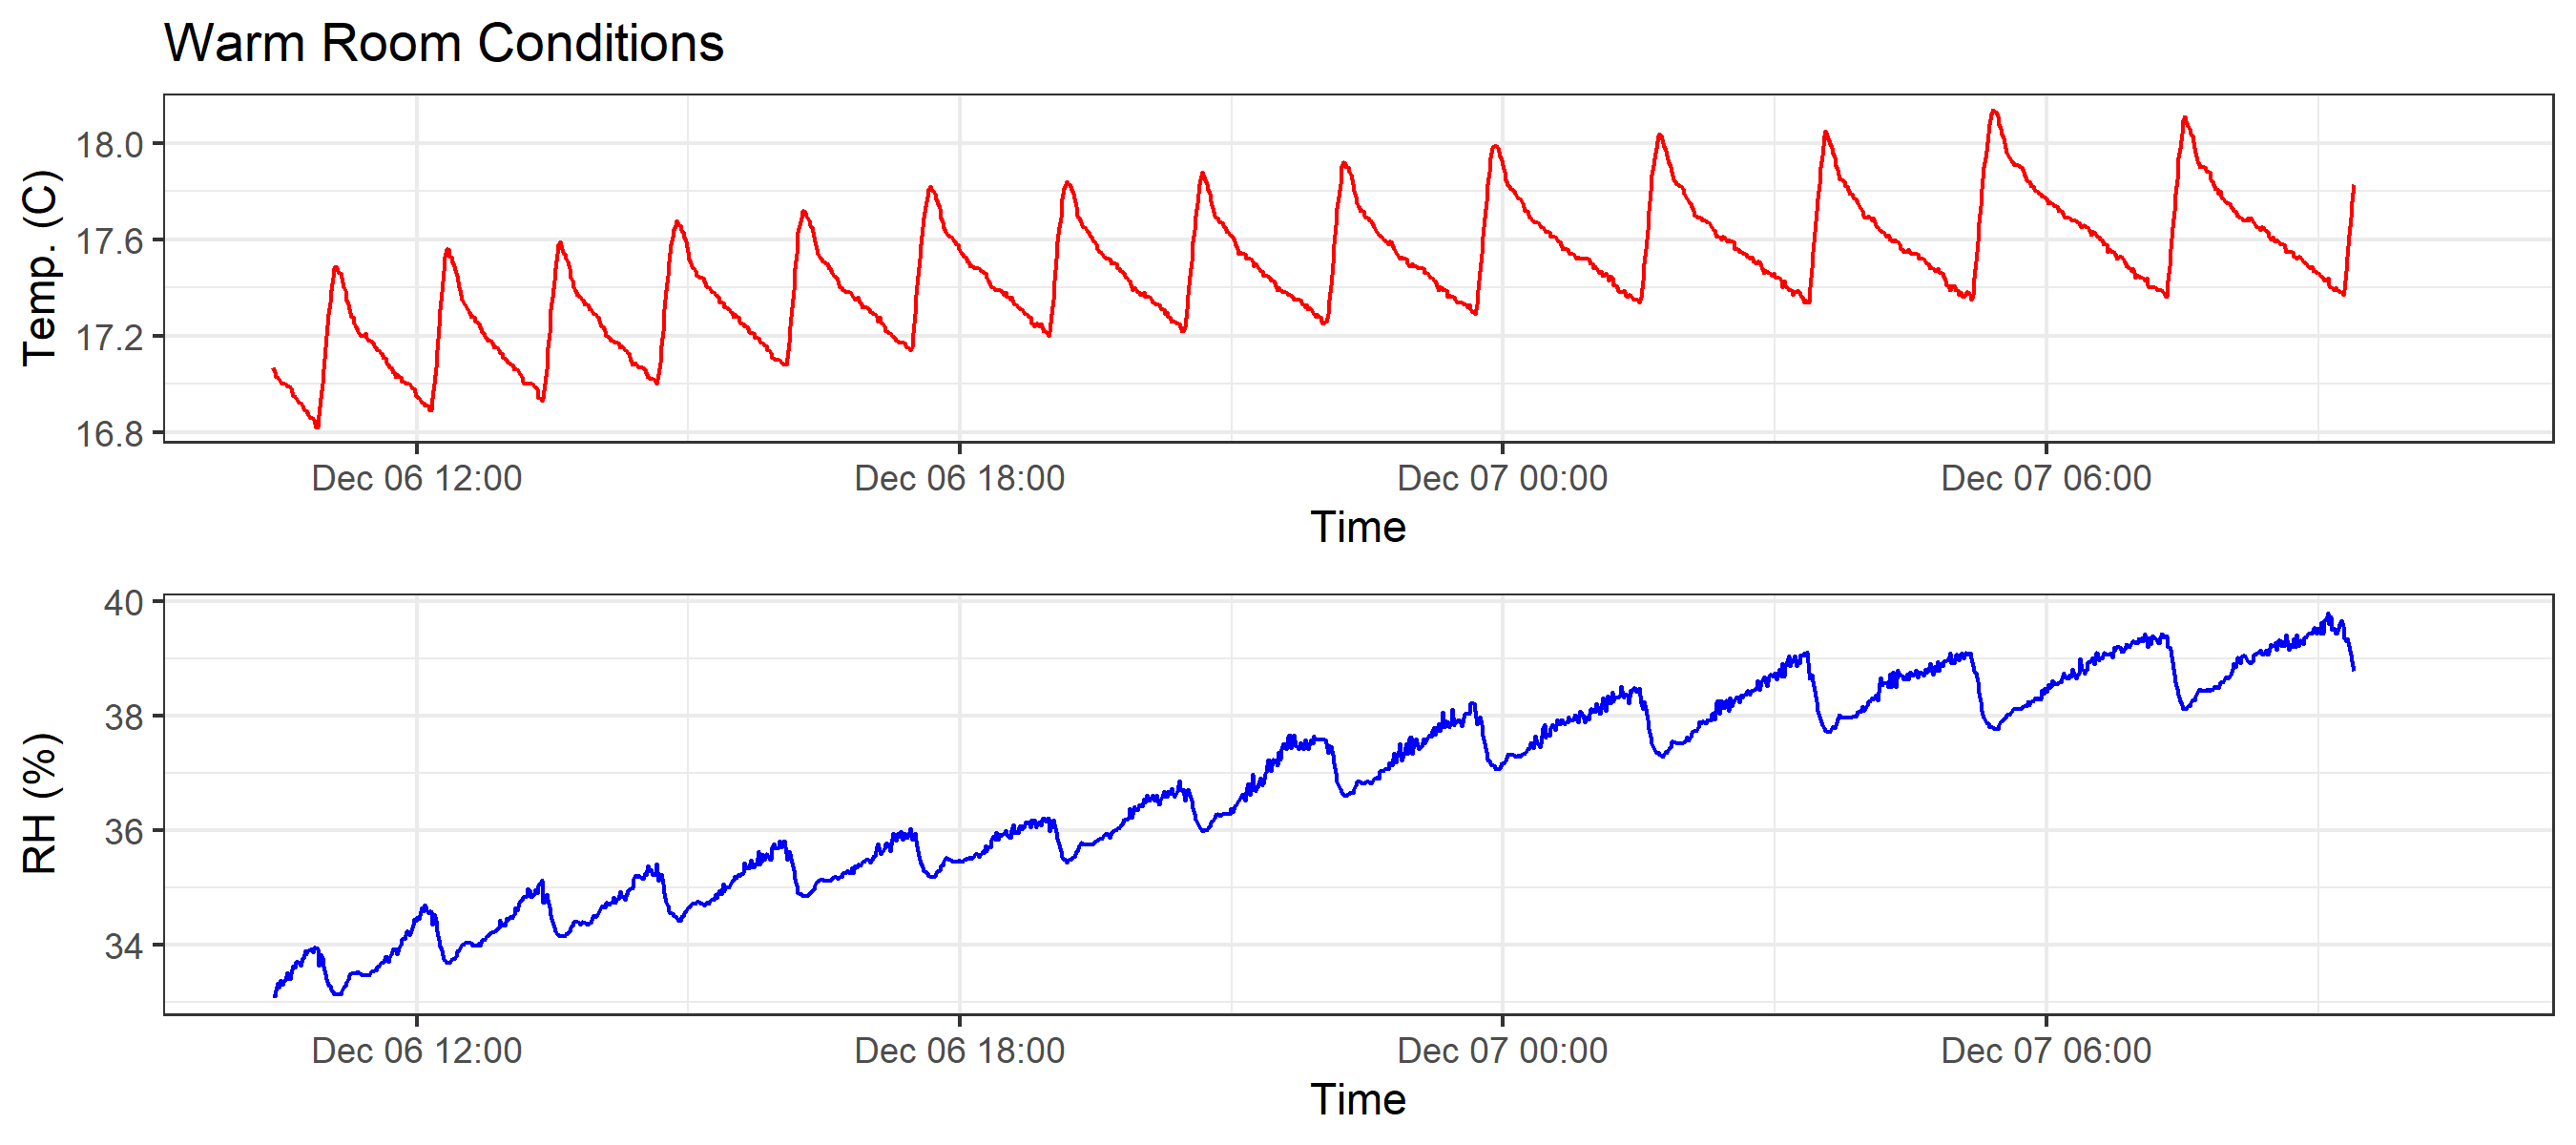 Warm Room Conditions
Temp. (C)
18.0
17.6
17.2
16.8
Dec 06 12:00 Dec 06 18:00 Dec 07 00:00 Dec 07 06:00
Time
RH (%)
40
38
36
34
Dec 06 12:00 Dec 06 18:00 Dec 07 00:00 Dec 07 06:00
Time